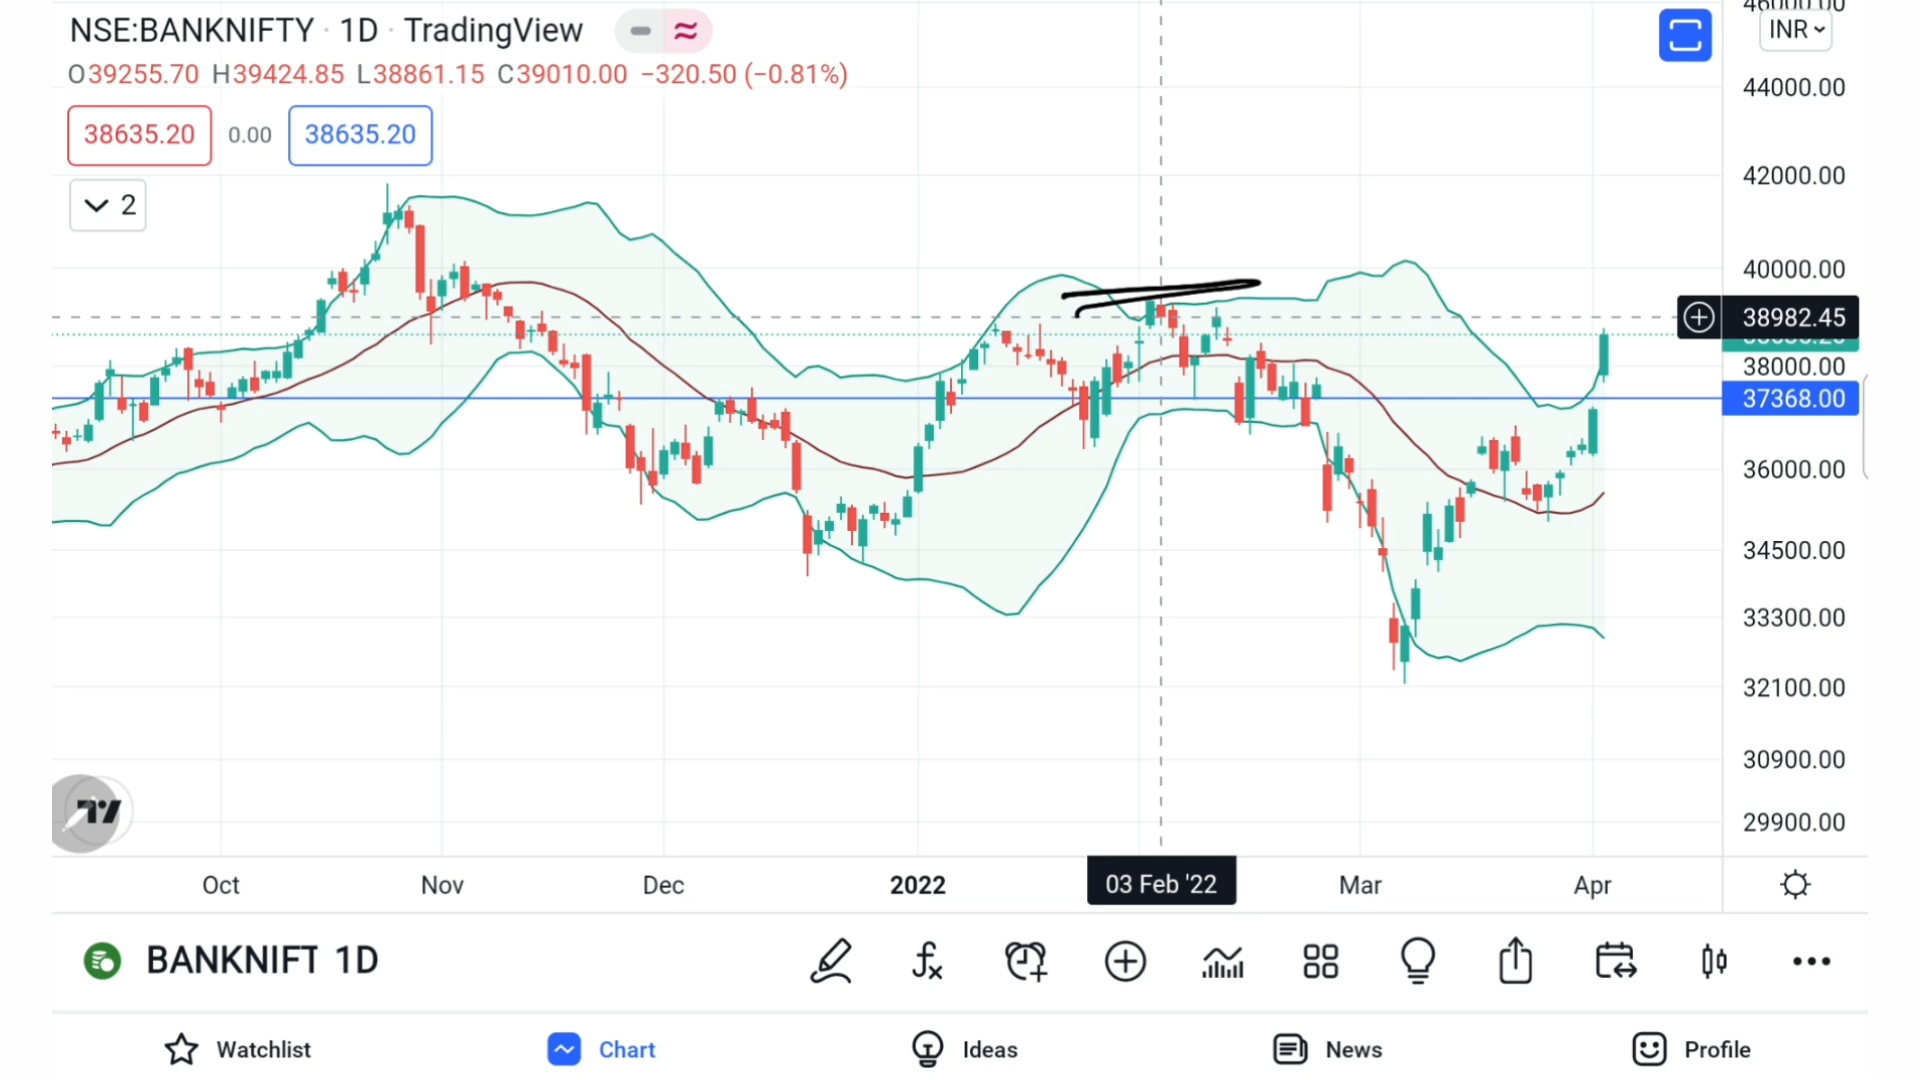 NSE:BANKNIFTY · 1D · TradingView
O39255.70 H39424.85 L38861.15 C39010.00 −320.50 (−0.81%)
38635.20 0.00 38635.20
2
INR
44000.00
42000.00
40000.00
38982.45
38000.00
37368.00
36000.00
34500.00
33300.00
32100.00
30900.00
29900.00
Oct Nov Dec 2022 03 Feb '22 Mar Apr
BANKNIFT 1D
Watchlist Chart Ideas News Profile